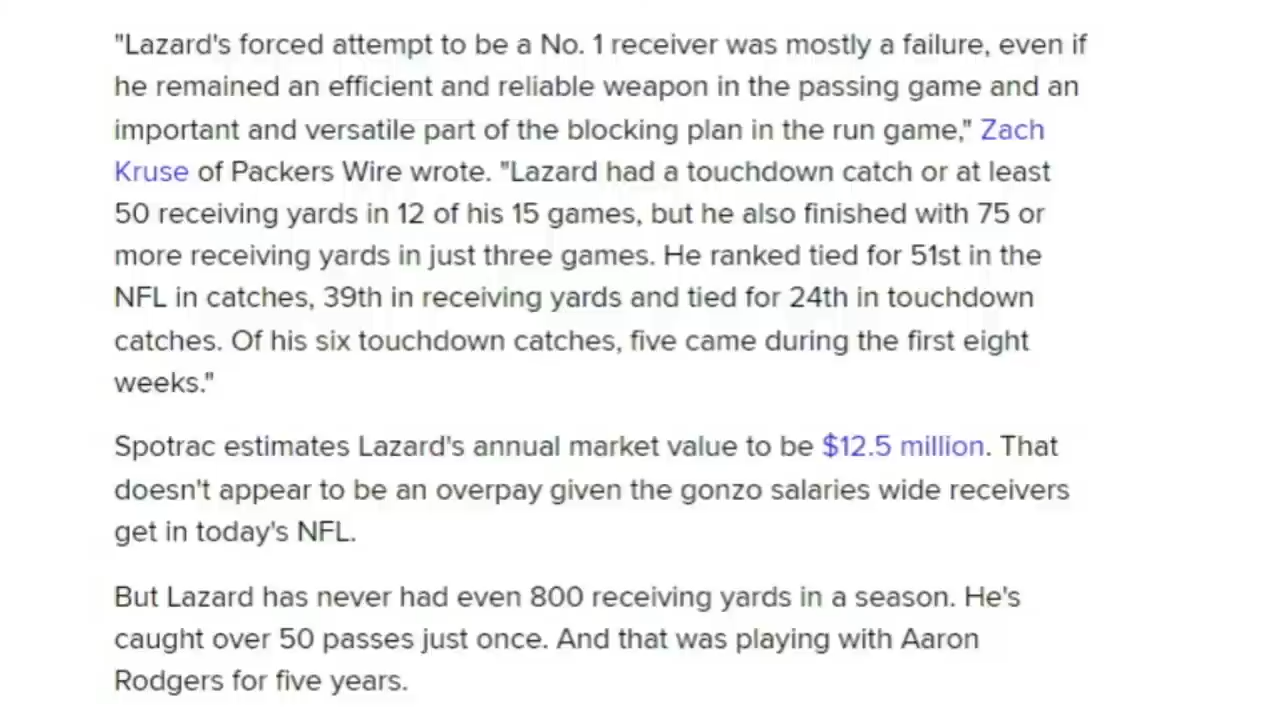 "Lazard's forced attempt to be a No. 1 receiver was mostly a failure, even if
he remained an efficient and reliable weapon in the passing game and an
important and versatile part of the blocking plan in the run game," Zach
Kruse of Packers Wire wrote. "Lazard had a touchdown catch or at least
50 receiving yards in 12 of his 15 games, but he also finished with 75 or
more receiving yards in just three games. He ranked tied for 51st in the
NFL in catches, 39th in receiving yards and tied for 24th in touchdown
catches. Of his six touchdown catches, five came during the first eight
weeks."
Spotrac estimates Lazard's annual market value to be $12.5 million. That
doesn't appear to be an overpay given the gonzo salaries wide receivers
get in today's NFL.
But Lazard has never had even 800 receiving yards in a season. He's
caught over 50 passes just once. And that was playing with Aaron
Rodgers for five years.